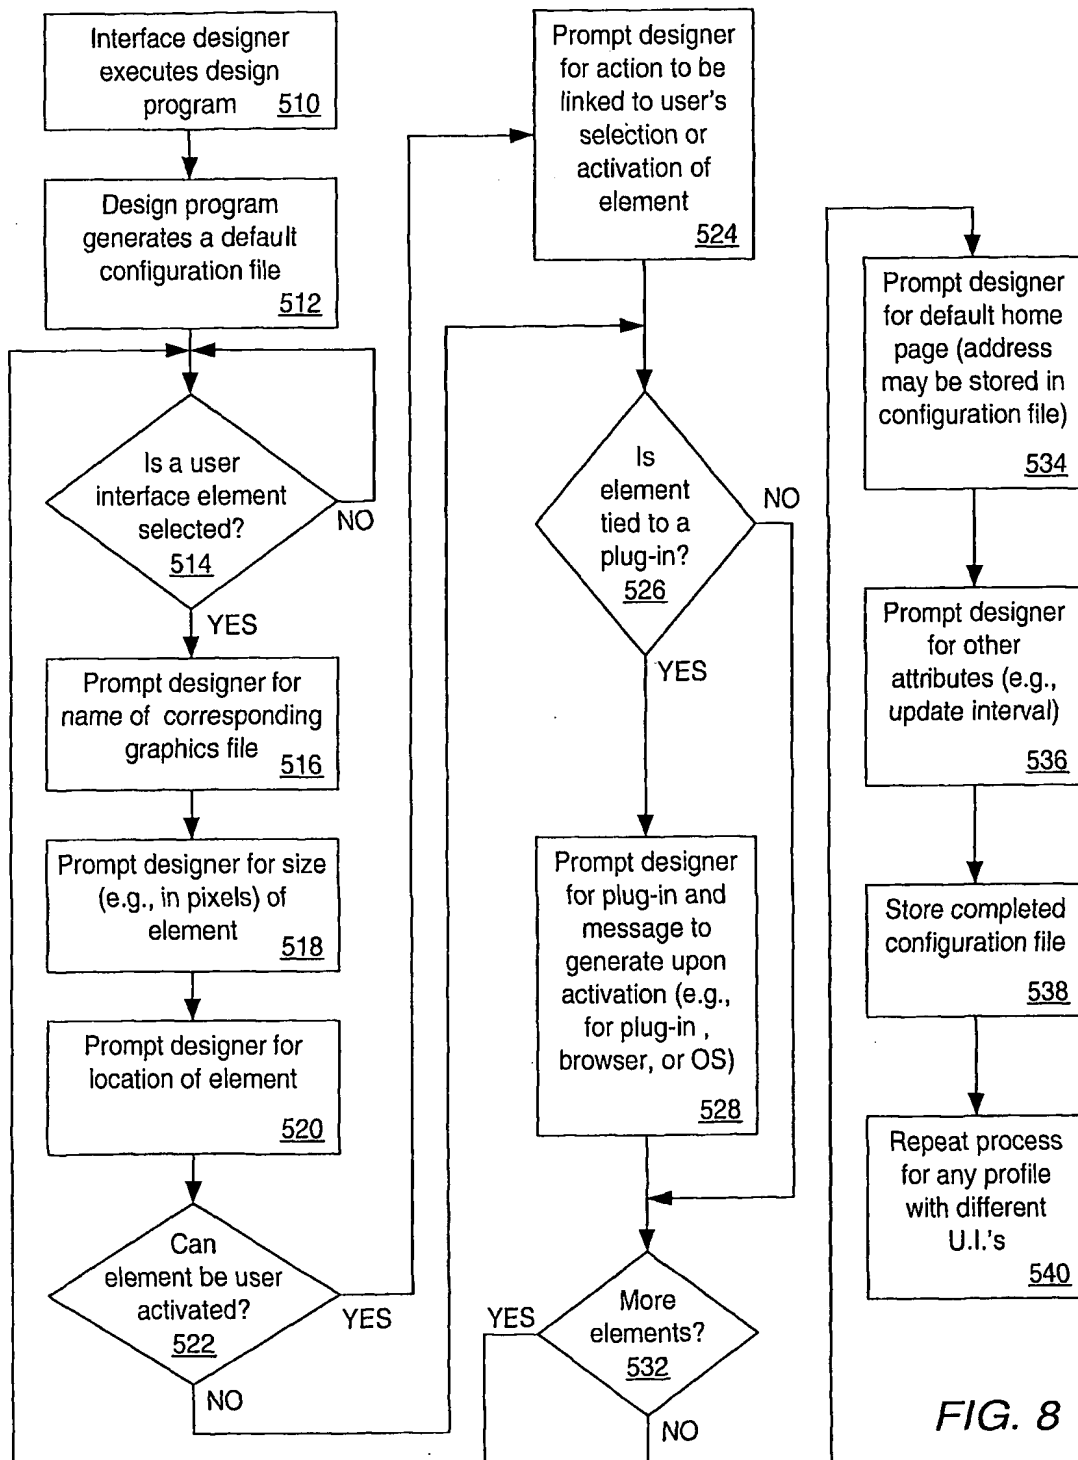 Interface designer
executes design
program 510
Design program
generates a default
configuration file
512
Is a user
interface element
selected?
514
NO
YES
Prompt designer for
name of corresponding
graphics file
516
Prompt designer for size
(e.g., in pixels) of
element
518
Prompt designer for
location of element
520
Can
element be user
activated?
522
YES
NO
Prompt designer
for action to be
linked to user's
selection or
activation of
element
524
Is
element
tied to a
plug-in?
526
NO
YES
Prompt designer
for plug-in and
message to
generate upon
activation (e.g.,
for plug-in ,
browser, or OS)
528
More
elements?
532
YES
NO
Prompt designer
for default home
page (address
may be stored in
configuration file)
534
Prompt designer
for other
attributes (e.g.,
update interval)
536
Store completed
configuration file
538
Repeat process
for any profile
with different
U.I.'s
540
FIG. 8